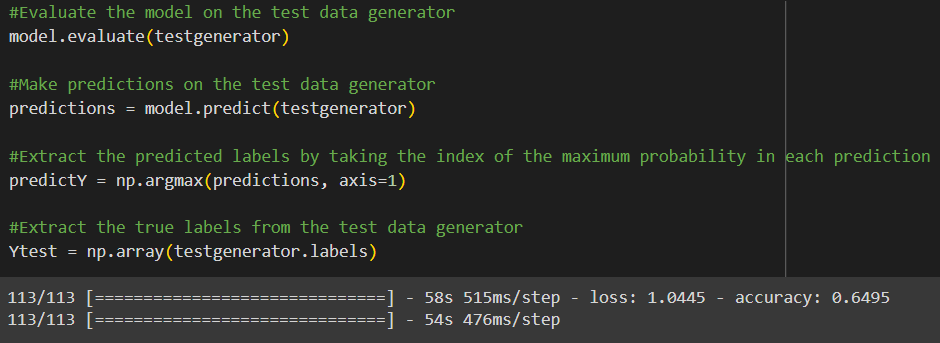 #Evaluate the model on the test data generator
model.evaluate(testgenerator)
#Make predictions on the test data generator
predictions = model.predict(testgenerator)
#Extract the predicted labels by taking the index of the maximum probability in each prediction
predictY = np.argmax(predictions, axis=1)
#Extract the true labels from the test data generator
Ytest = np.array(testgenerator.labels)
113/113 [==============================] - 58s 515ms/step - loss: 1.0445 - accuracy: 0.6495
113/113 [==============================] - 54s 476ms/step